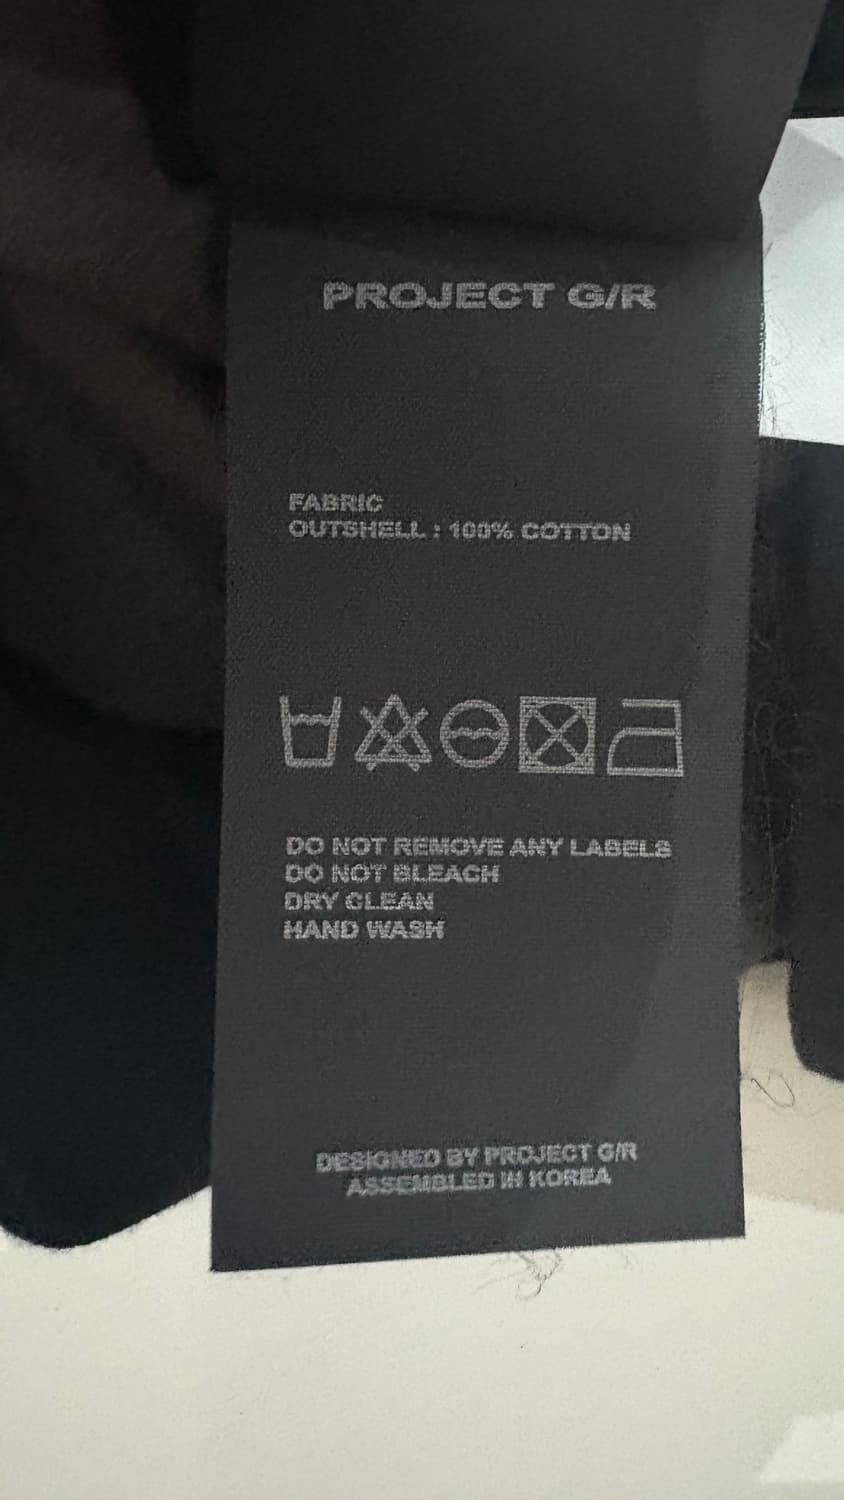 PROJECT G/R
FABRIC
OUTSHELL : 100% COTTON
DO NOT REMOVE ANY LABELS
DO NOT BLEACH
DRY CLEAN
HAND WASH
DESIGNED BY PROJECT G/R
ASSEMBLED IN KOREA